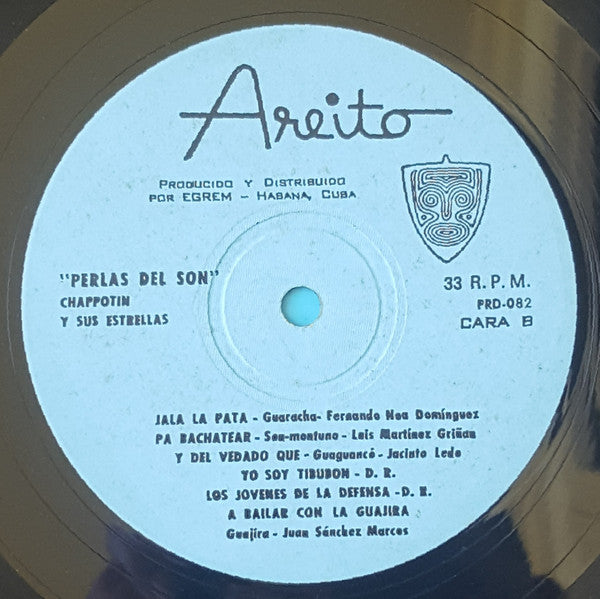 Areito
PRODUCIDO Y DISTRIBUIDO
POR EGREM - HABANA, CUBA
"PERLAS DEL SON"
CHAPPOTIN
Y SUS ESTRELLAS
33 R. P. M.
PRD-082
CARA B
JALA LA PATA - Guaracha- Fernando Noa Domínguez
PA BACHATEAR - Son-montuno - Luis Martínez Griñan
Y DEL VEDADO QUE - Guaguancó - Jacinto Ledo
YO SOY TIBURON - D. R.
LOS JOVENES DE LA DEFENSA -D. R.
A BAILAR CON LA GUAJIRA
Guajira - Juan Sánchez Marcos